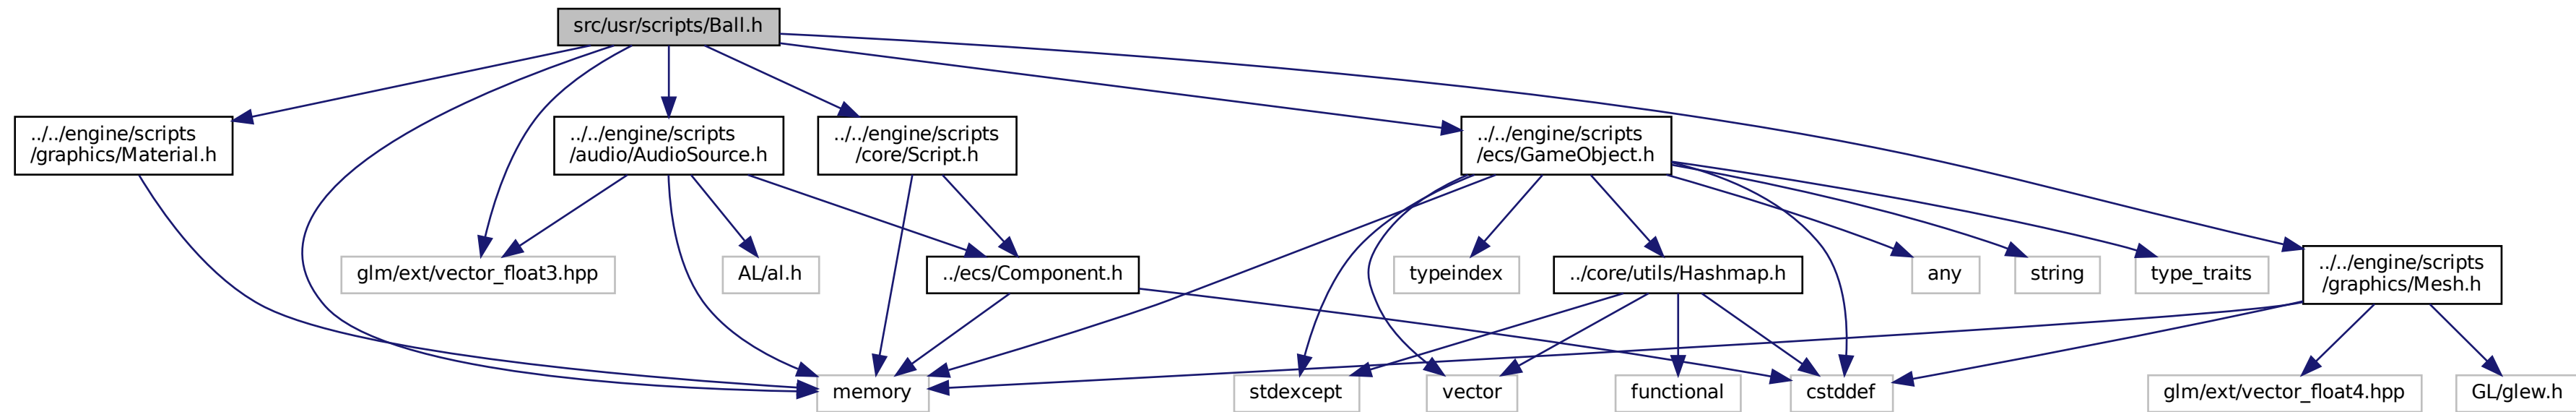 src/usr/scripts/Ball.h
../../engine/scripts
/graphics/Material.h
../../engine/scripts
/audio/AudioSource.h
../../engine/scripts
/core/Script.h
../../engine/scripts
/ecs/GameObject.h
glm/ext/vector_float3.hpp
AL/al.h
../ecs/Component.h
typeindex
../core/utils/Hashmap.h
any
string
type_traits
../../engine/scripts
/graphics/Mesh.h
memory
stdexcept
vector
functional
cstddef
glm/ext/vector_float4.hpp
GL/glew.h